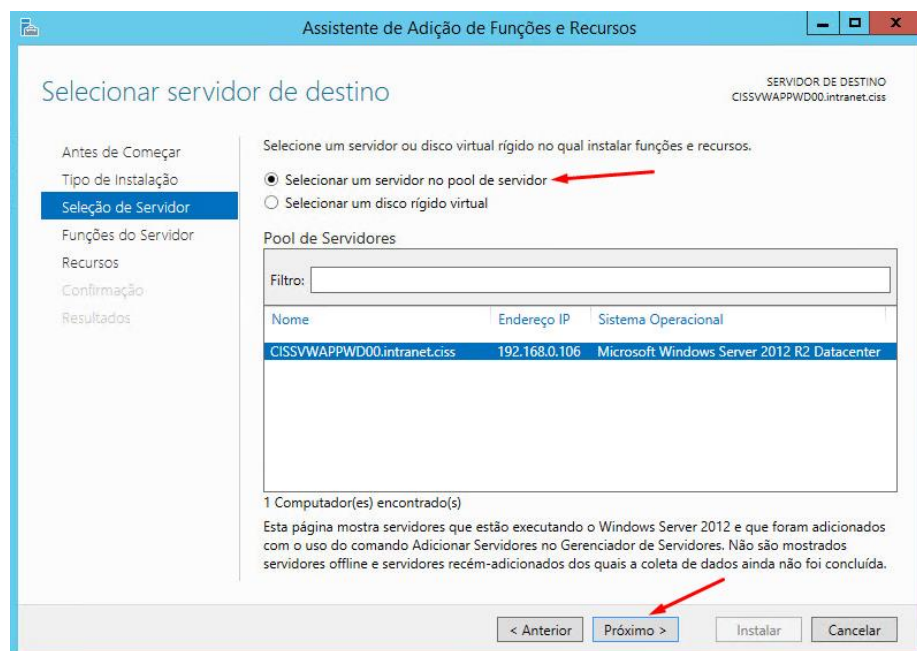 Assistente de Adição de Funções e Recursos
Selecionar servidor de destino
SERVIDOR DE DESTINO
CISSVWAPPWD00.intranet.ciss
Antes de Começar
Tipo de Instalação
Seleção de Servidor
Funções do Servidor
Recursos
Confirmação
Resultados
Selecione um servidor ou disco virtual rígido no qual instalar funções e recursos.
Selecionar um servidor no pool de servidor
Selecionar um disco rígido virtual
Pool de Servidores
Filtro:
Nome Endereço IP Sistema Operacional
CISSVWAPPWD00.intranet.ciss 192.168.0.106 Microsoft Windows Server 2012 R2 Datacenter
1 Computador(es) encontrado(s)
Esta página mostra servidores que estão executando o Windows Server 2012 e que foram adicionados
com o uso do comando Adicionar Servidores no Gerenciador de Servidores. Não são mostrados
servidores offline e servidores recém-adicionados dos quais a coleta de dados ainda não foi concluída.
< Anterior Próximo > Instalar Cancelar